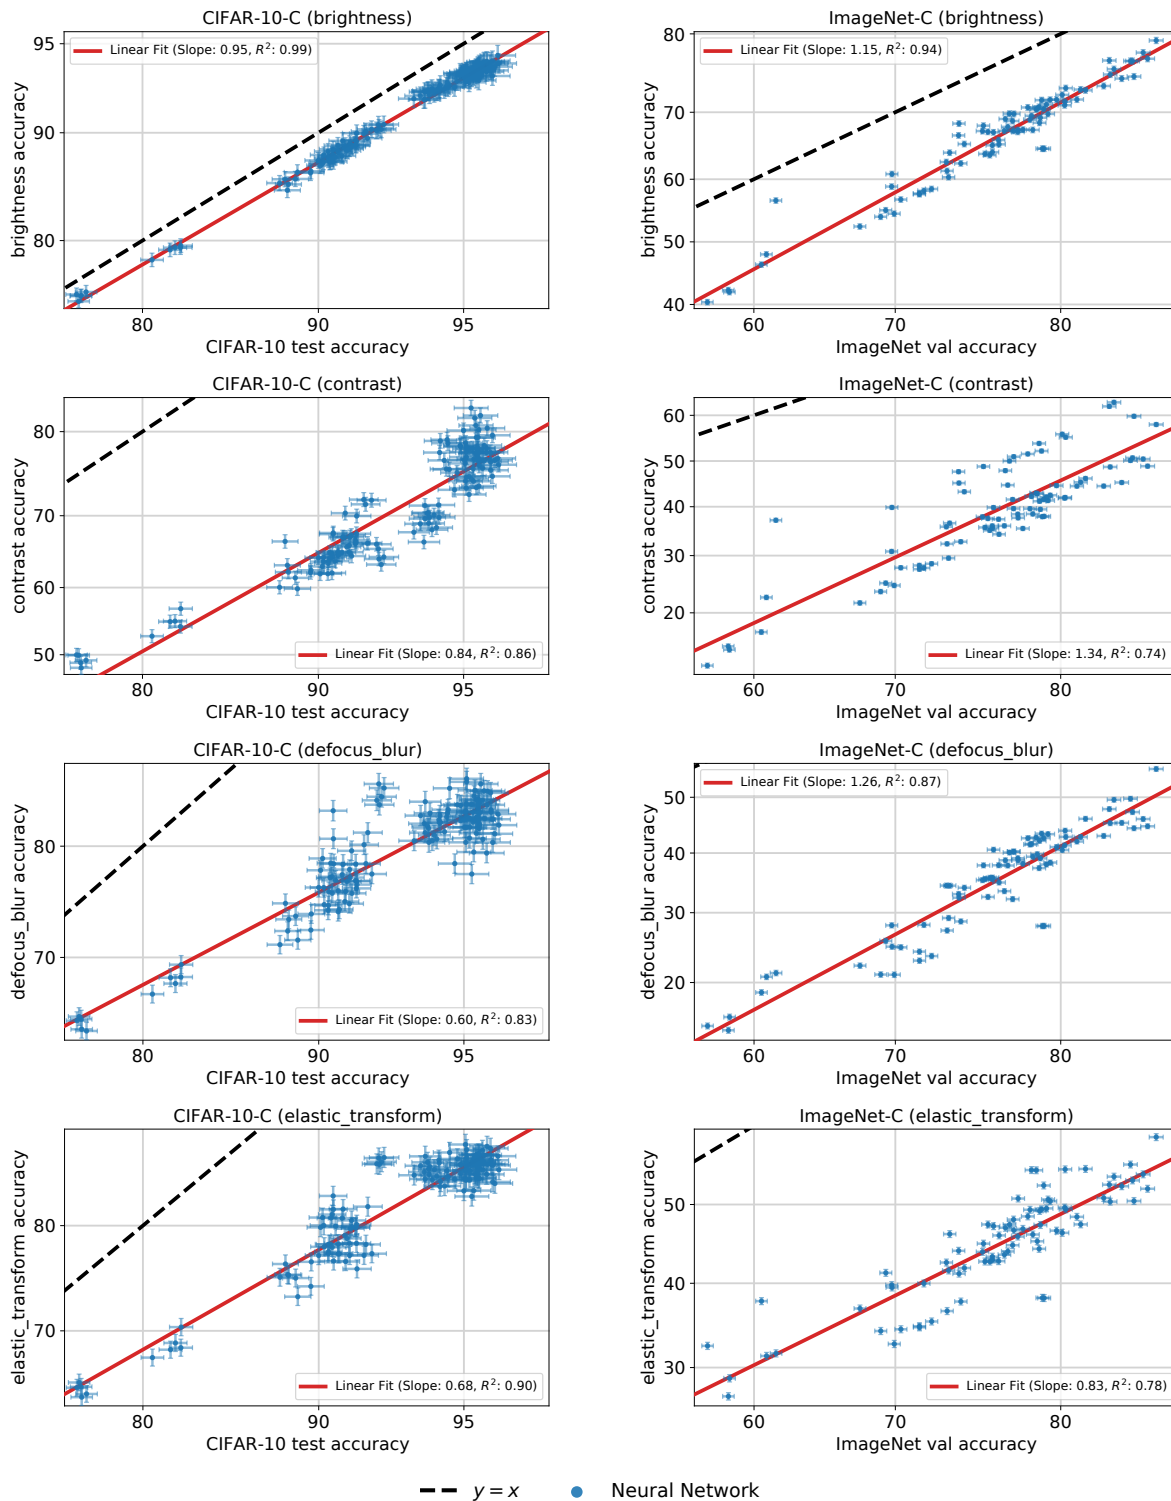 CIFAR-10-C (brightness)
Linear Fit (Slope: 0.95, R²: 0.99)
95
90
80
brightness accuracy
80
90
95
CIFAR-10 test accuracy
ImageNet-C (brightness)
Linear Fit (Slope: 1.15, R²: 0.94)
80
70
60
50
40
brightness accuracy
60
70
80
ImageNet val accuracy
CIFAR-10-C (contrast)
80
70
60
50
contrast accuracy
Linear Fit (Slope: 0.84, R²: 0.86)
80
90
95
CIFAR-10 test accuracy
ImageNet-C (contrast)
60
50
40
30
20
contrast accuracy
Linear Fit (Slope: 1.34, R²: 0.74)
60
70
80
ImageNet val accuracy
CIFAR-10-C (defocus_blur)
80
70
defocus_blur accuracy
Linear Fit (Slope: 0.60, R²: 0.83)
80
90
95
CIFAR-10 test accuracy
ImageNet-C (defocus_blur)
Linear Fit (Slope: 1.26, R²: 0.87)
50
40
30
20
defocus_blur accuracy
60
70
80
ImageNet val accuracy
CIFAR-10-C (elastic_transform)
80
70
elastic_transform accuracy
Linear Fit (Slope: 0.68, R²: 0.90)
80
90
95
CIFAR-10 test accuracy
ImageNet-C (elastic_transform)
50
40
30
elastic_transform accuracy
Linear Fit (Slope: 0.83, R²: 0.78)
60
70
80
ImageNet val accuracy
y = x
Neural Network